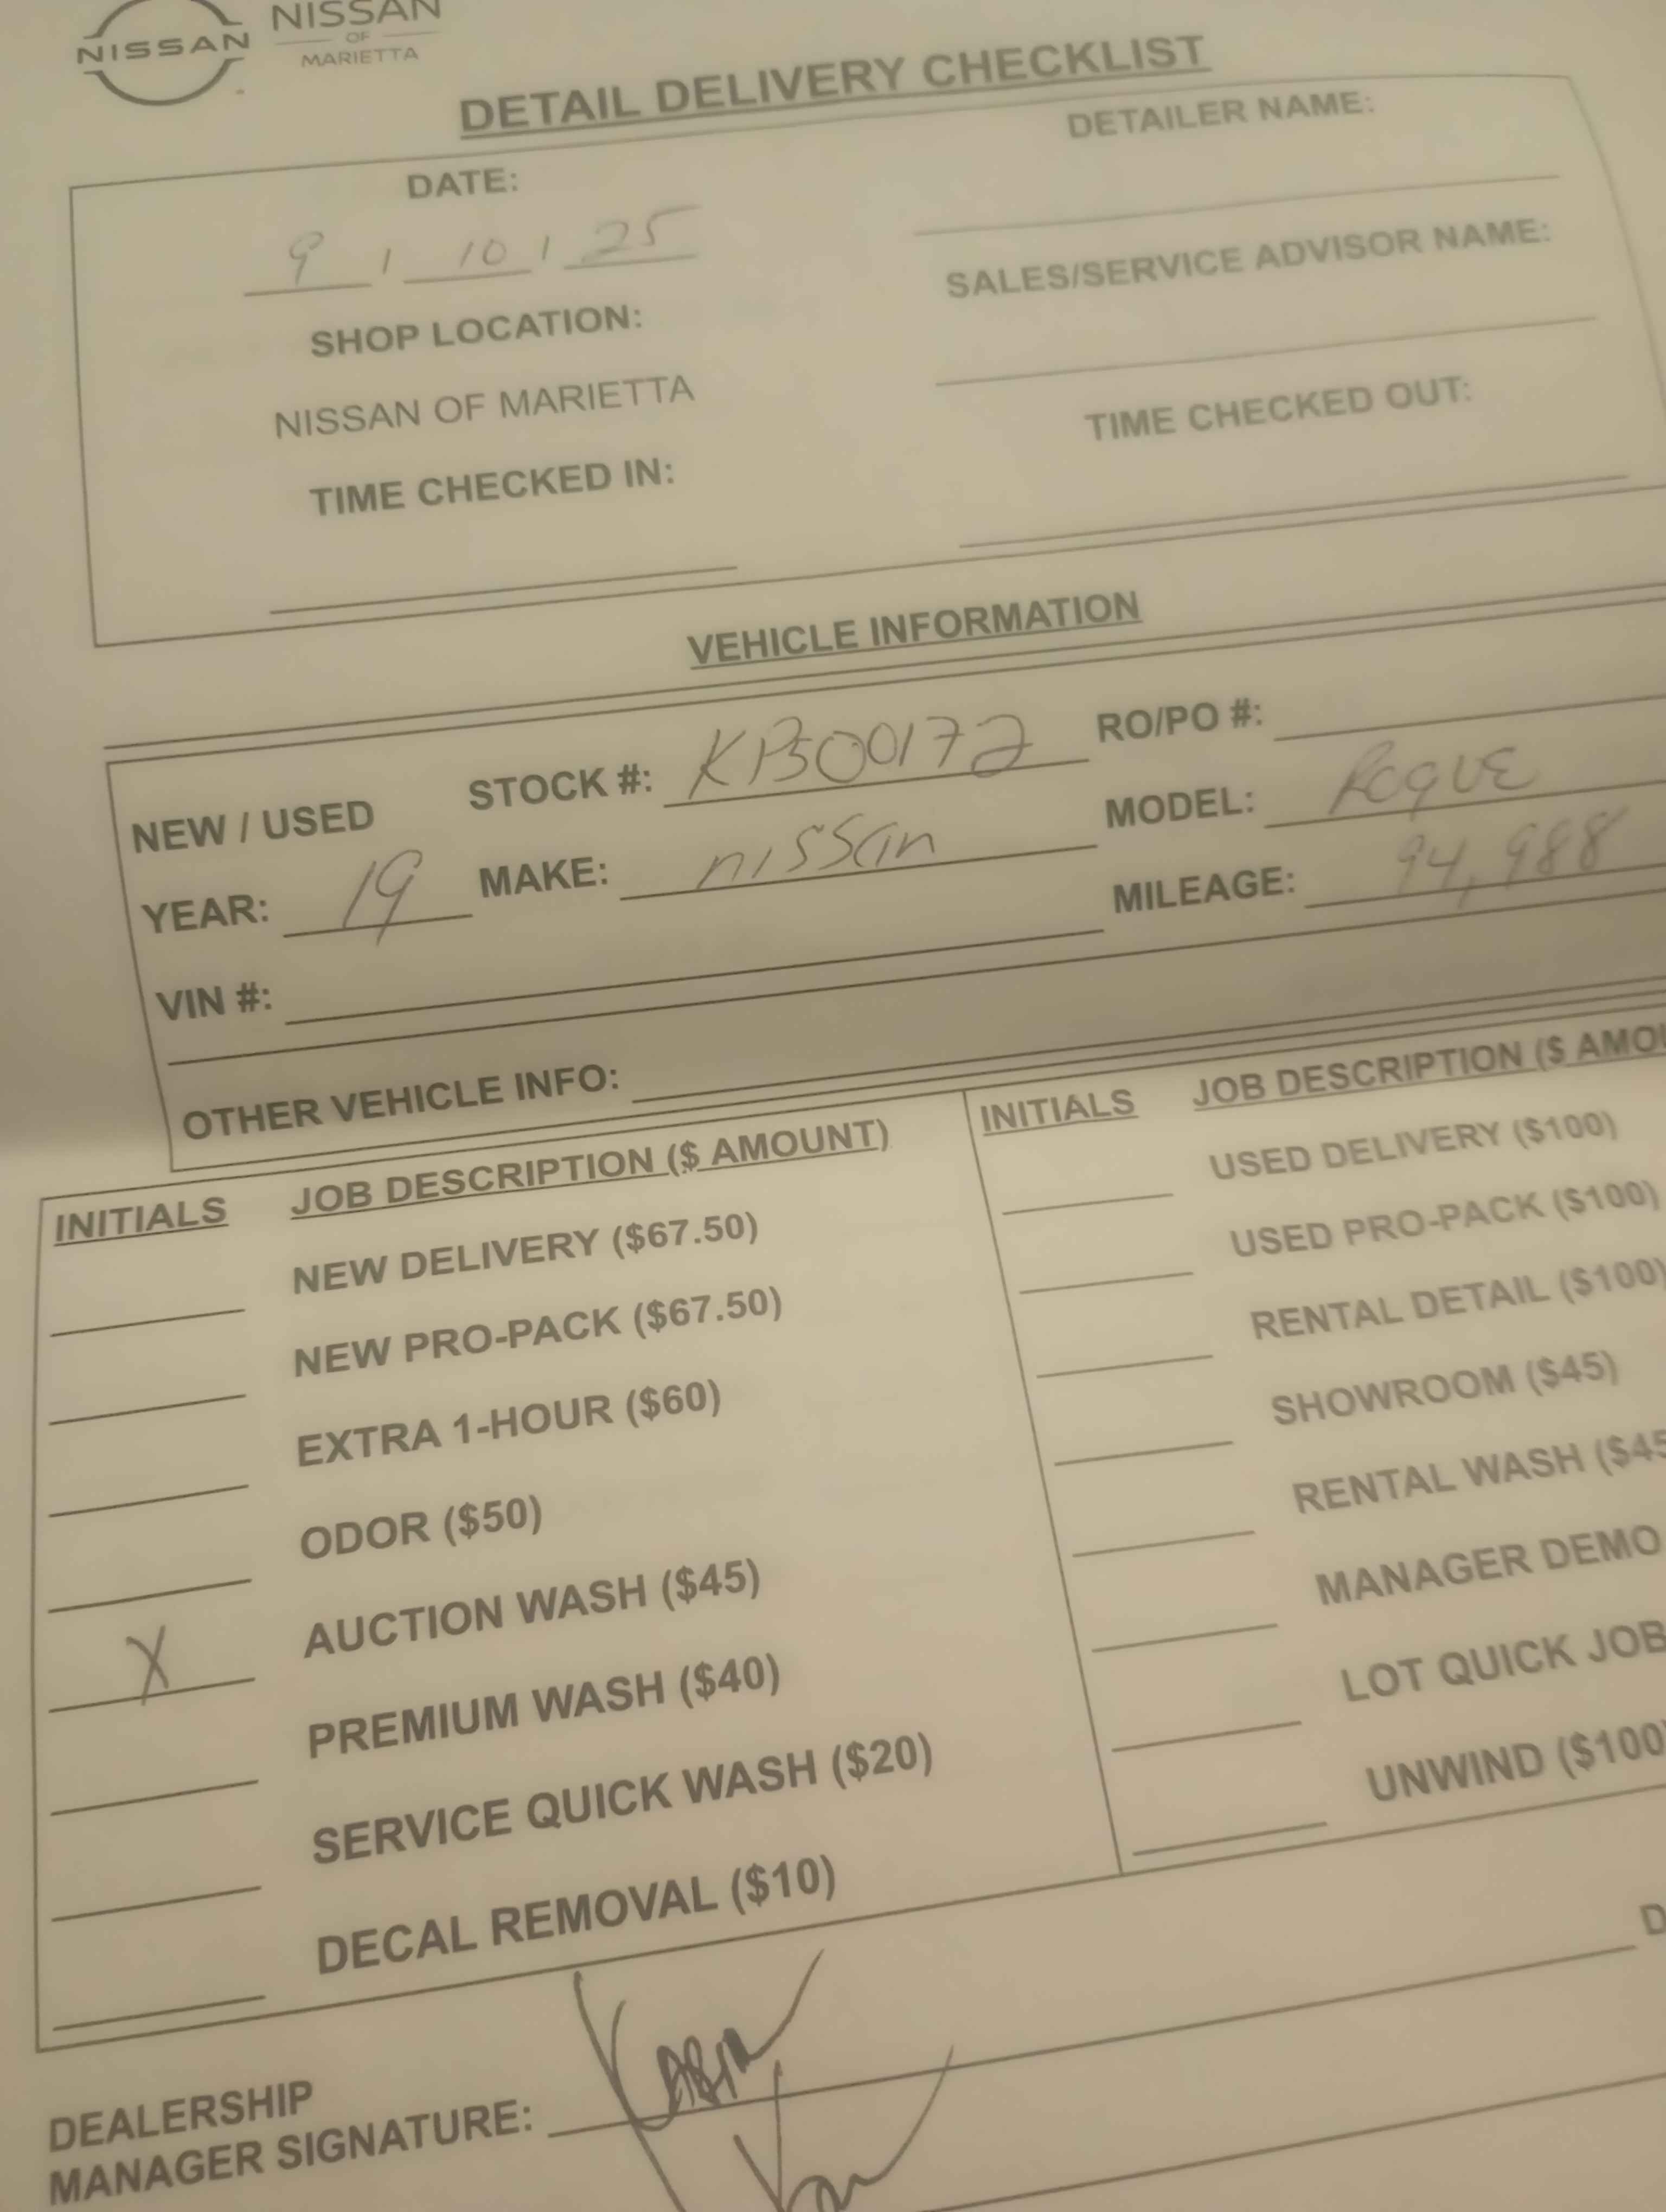 NISSAN
NISSAN
OF
MARIETTA
DETAIL DELIVERY CHECKLIST
DATE:
9 / 10 / 25
SHOP LOCATION:
NISSAN OF MARIETTA
TIME CHECKED IN:
DETAILER NAME:
SALES/SERVICE ADVISOR NAME:
TIME CHECKED OUT:
VEHICLE INFORMATION
NEW / USED STOCK #: KP500172 RO/PO #:
YEAR: 19 MAKE: nissan MODEL: Rogue
VIN #: MILEAGE: 94,988
OTHER VEHICLE INFO:
INITIALS JOB DESCRIPTION ($ AMOUNT)
NEW DELIVERY ($67.50)
NEW PRO-PACK ($67.50)
EXTRA 1-HOUR ($60)
ODOR ($50)
X AUCTION WASH ($45)
PREMIUM WASH ($40)
SERVICE QUICK WASH ($20)
DECAL REMOVAL ($10)
INITIALS JOB DESCRIPTION ($ AMOU
USED DELIVERY ($100)
USED PRO-PACK ($100)
RENTAL DETAIL ($100)
SHOWROOM ($45)
RENTAL WASH ($45
MANAGER DEMO
LOT QUICK JOB
UNWIND ($100)
D
DEALERSHIP
MANAGER SIGNATURE: